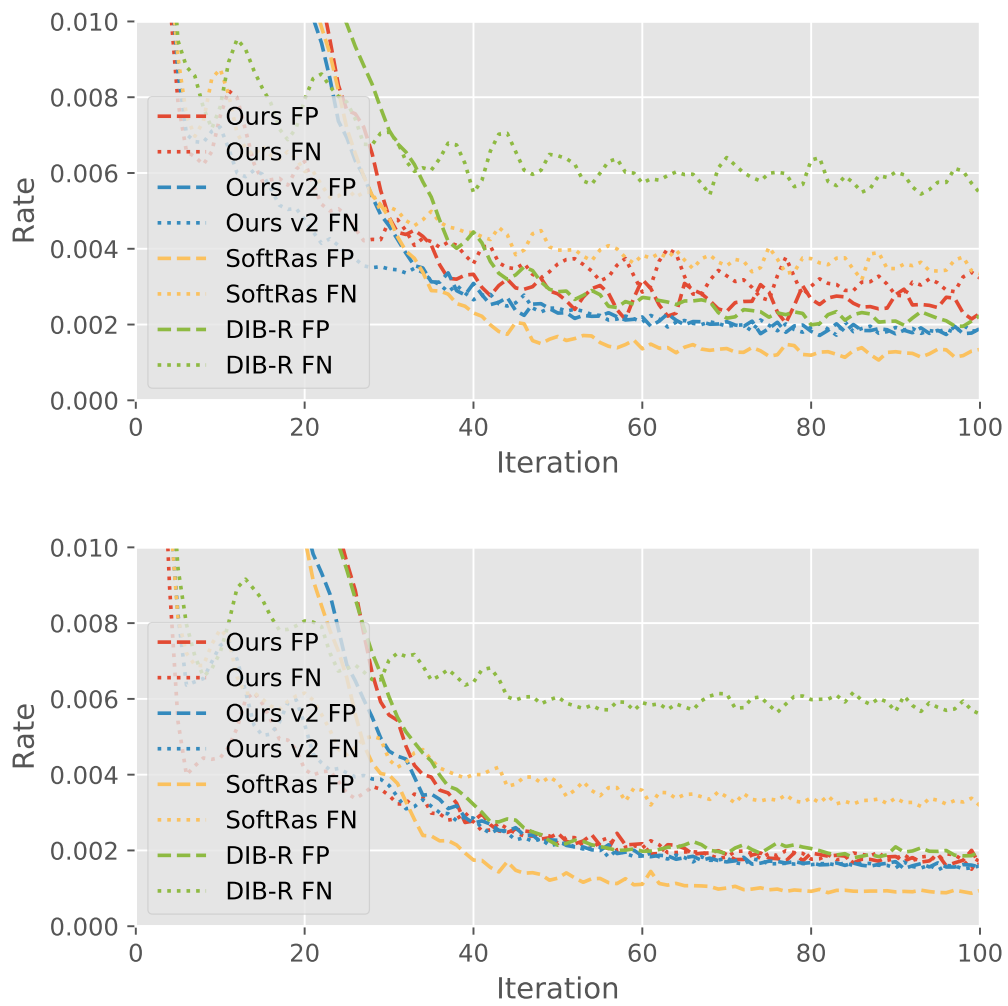 0.010
0.008
0.006
0.004
0.002
0.000
Rate
Ours FP
Ours FN
Ours v2 FP
Ours v2 FN
SoftRas FP
SoftRas FN
DIB-R FP
DIB-R FN
0 20 40 60 80 100
Iteration
0.010
0.008
0.006
0.004
0.002
0.000
Rate
Ours FP
Ours FN
Ours v2 FP
Ours v2 FN
SoftRas FP
SoftRas FN
DIB-R FP
DIB-R FN
0 20 40 60 80 100
Iteration